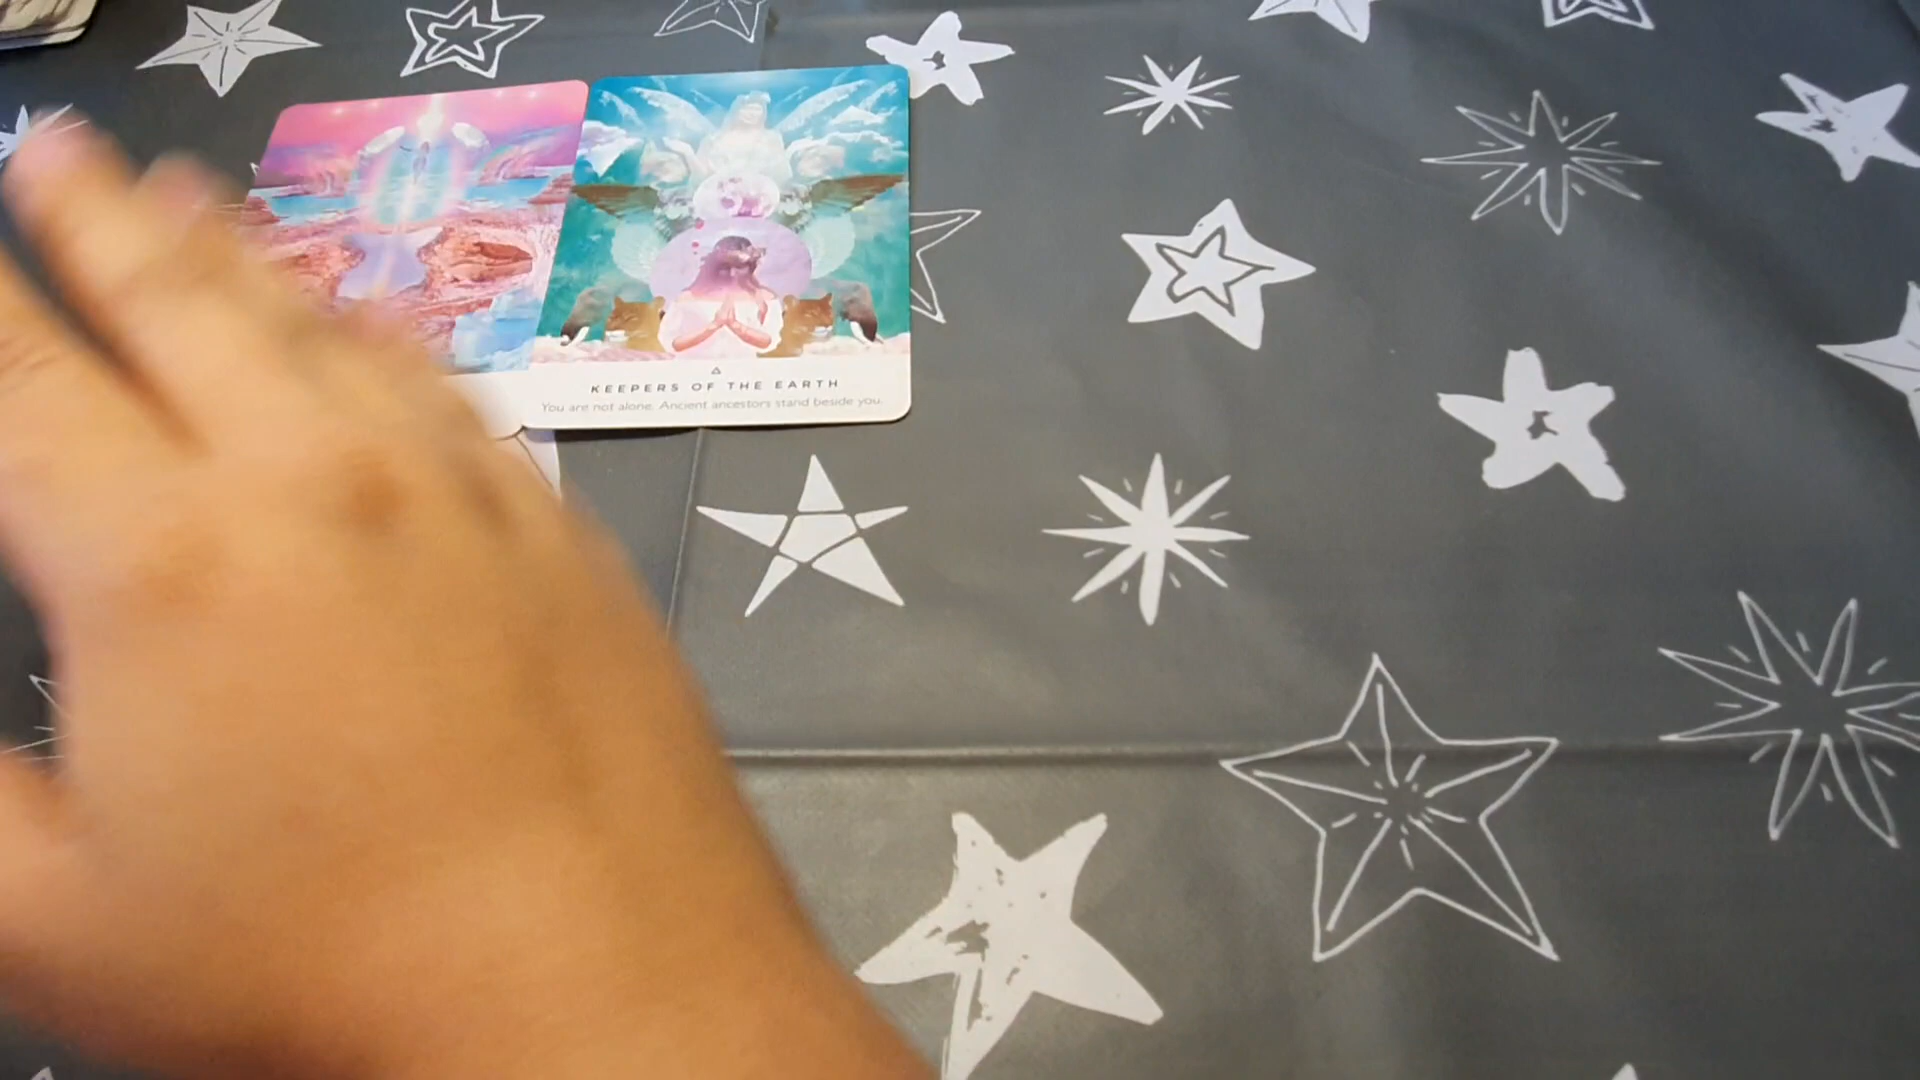 KEEPERS OF THE EARTH
You are not alone. Ancient ancestors stand beside you.